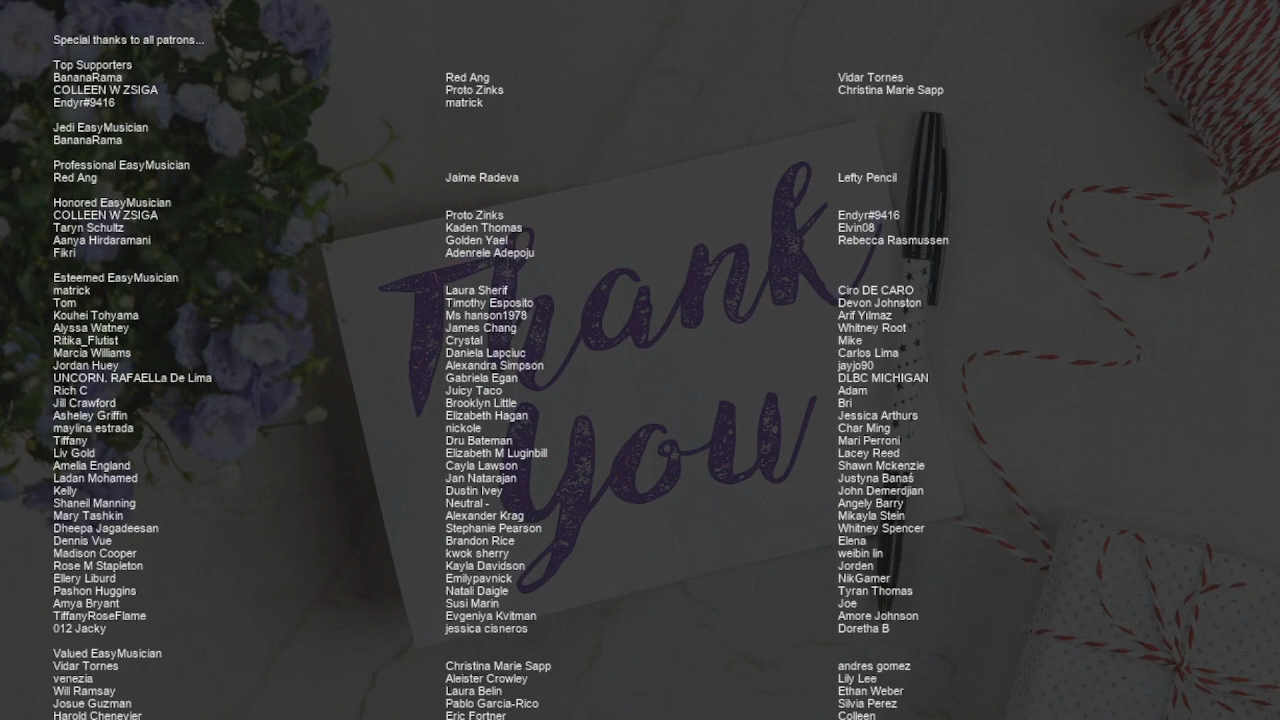 Special thanks to all patrons...
Top Supporters
BananaRama Red Ang Vidar Tornes
COLLEEN W ZSIGA Proto Zinks Christina Marie Sapp
Endyr#9416 matrick
Jedi EasyMusician
BananaRama
Professional EasyMusician
Red Ang Jaime Radeva Lefty Pencil
Honored EasyMusician
COLLEEN W ZSIGA Proto Zinks Endyr#9416
Taryn Schultz Kaden Thomas Elvin08
Aanya Hirdaramani Golden Yael Rebecca Rasmussen
Fikri Adenrele Adepoju
Esteemed EasyMusician
matrick Laura Sherif Ciro DE CARO
Tom Timothy Esposito Devon Johnston
Kouhei Tohyama Ms hanson1978 Arif Yılmaz
Alyssa Watney James Chang Whitney Root
Ritika_Flutist Crystal Mike
Marcia Williams Daniela Lapciuc Carlos Lima
Jordan Huey Alexandra Simpson jayjo90
UNCORN. RAFAELLa De Lima Gabriela Egan DLBC MICHIGAN
Rich C Juicy Taco Adam
Jill Crawford Brooklyn Little Bri
Asheley Griffin Elizabeth Hagan Jessica Arthurs
maylina estrada nickole Char Ming
Tiffany Dru Bateman Mari Perroni
Liv Gold Elizabeth M Luginbill Lacey Reed
Amelia England Cayla Lawson Shawn Mckenzie
Ladan Mohamed Jan Natarajan Justyna Banaś
Kelly Dustin Ivey John Demerdjian
Shaneil Manning Neutral - Angely Barry
Mary Tashkin Alexander Krag Mikayla Stein
Dheepa Jagadeesan Stephanie Pearson Whitney Spencer
Dennis Vue Brandon Rice Elena
Madison Cooper kwok sherry weibin lin
Rose M Stapleton Kayla Davidson Jorden
Ellery Liburd Emilypavnick NikGamer
Pashon Huggins Natali Daigle Tyran Thomas
Amya Bryant Susi Marin Joe
TiffanyRoseFlame Evgeniya Kvitman Amore Johnson
012 Jacky jessica cisneros Doretha B
Valued EasyMusician
Vidar Tornes Christina Marie Sapp andres gomez
venezia Aleister Crowley Lily Lee
Will Ramsay Laura Belin Ethan Weber
Josue Guzman Pablo Garcia-Rico Silvia Perez
Harold Chenevier Eric Fortner Colleen
Thank
you